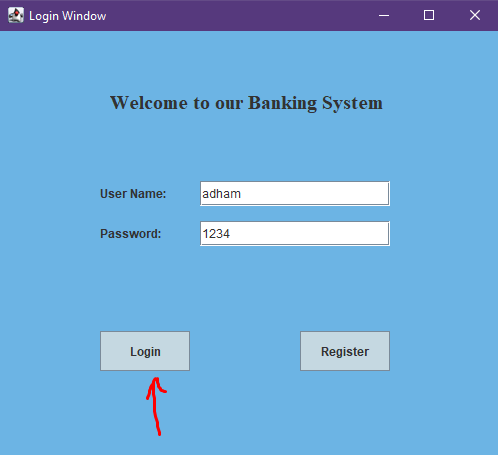 Login Window
Welcome to our Banking System
User Name: adham
Password: 1234
Login Register